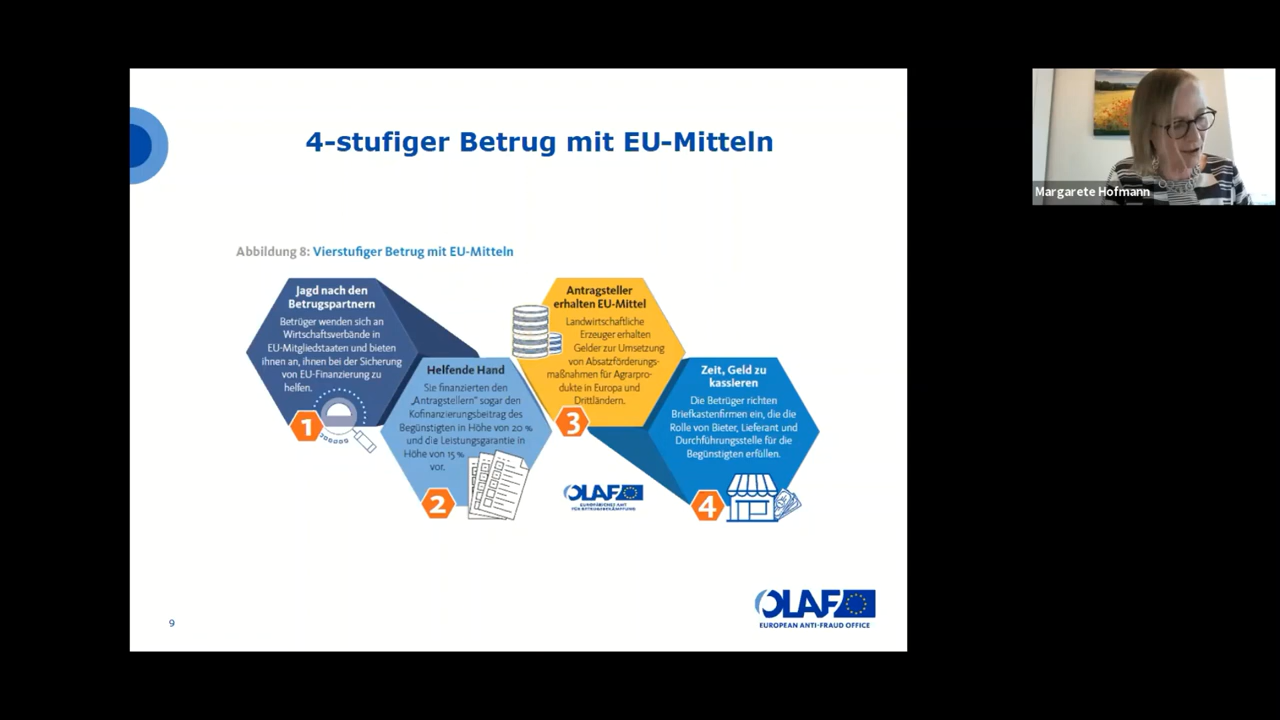 4-stufiger Betrug mit EU-Mitteln
Abbildung 8: Vierstufiger Betrug mit EU-Mitteln
Jagd nach den
Betrugspartnern
Betrüger wenden sich an
Wirtschaftsverbände in
EU-Mitgliedstaaten und bieten
ihnen an, ihnen bei der Sicherung
von EU-Finanzierung zu
helfen.
1
Helfende Hand
Sie finanzierten den
„Antragstellern" sogar den
Kofinanzierungsbeitrag des
Begünstigten in Höhe von 20 %
und die Leistungsgarantie in
Höhe von 15 %
vor.
2
Antragsteller
erhalten EU-Mittel
Landwirtschaftliche
Erzeuger erhalten
Gelder zur Umsetzung
von Absatzförderungs-
maßnahmen für Agrarpro-
dukte in Europa und
Drittländern.
3
Zeit, Geld zu
kassieren
Die Betrüger richten
Briefkastenfirmen ein, die die
Rolle von Bieter, Lieferant und
Durchführungsstelle für die
Begünstigten erfüllen.
4
OLAF
EUROPÄISCHES AMT
FÜR BETRUGSBEKÄMPFUNG
OLAF
EUROPEAN ANTI-FRAUD OFFICE
9
Margarete Hofmann